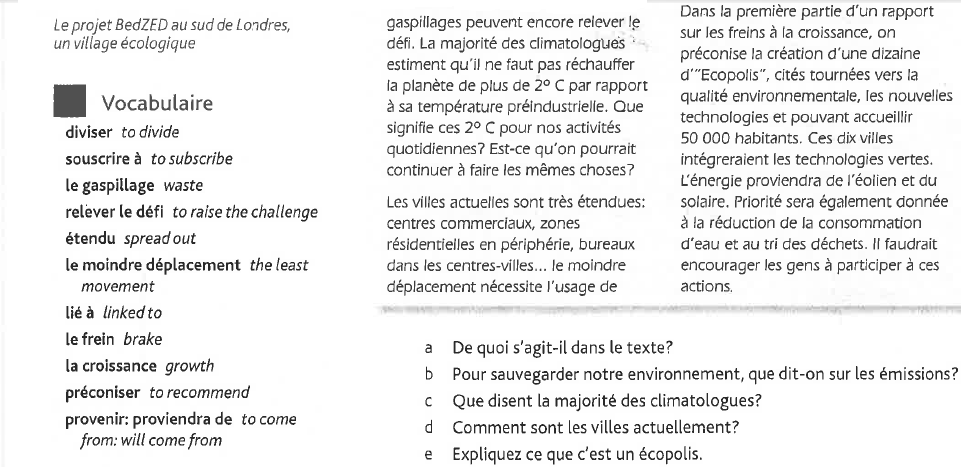 Le projet BedZED au sud de Londres,
un village écologique
Vocabulaire
diviser to divide
souscrire à to subscribe
le gaspillage waste
relever le défi to raise the challenge
étendu spread out
le moindre déplacement the least
movement
lié à linked to
le frein brake
la croissance growth
préconiser to recommend
provenir: proviendra de to come
from: will come from
gaspillages peuvent encore relever le
défi. La majorité des climatologues
estiment qu'il ne faut pas réchauffer
la planète de plus de 2º C par rapport
à sa température préindustrielle. Que
signifie ces 2º C pour nos activités
quotidiennes? Est-ce qu'on pourrait
continuer à faire les mêmes choses?
Les villes actuelles sont très étendues:
centres commerciaux, zones
résidentielles en périphérie, bureaux
dans les centres-villes... le moindre
déplacement nécessite l'usage de
Dans la première partie d'un rapport
sur les freins à la croissance, on
préconise la création d'une dizaine
d'"Ecopolis", cités tournées vers la
qualité environnementale, les nouvelles
technologies et pouvant accueillir
50 000 habitants. Ces dix villes
intégreraient les technologies vertes.
L'énergie proviendra de l'éolien et du
solaire. Priorité sera également donnée
à la réduction de la consommation
d'eau et au tri des déchets. Il faudrait
encourager les gens à participer à ces
actions.
a De quoi s'agit-il dans le texte?
b Pour sauvegarder notre environnement, que dit-on sur les émissions?
c Que disent la majorité des climatologues?
d Comment sont les villes actuellement?
e Expliquez ce que c'est un écopolis.